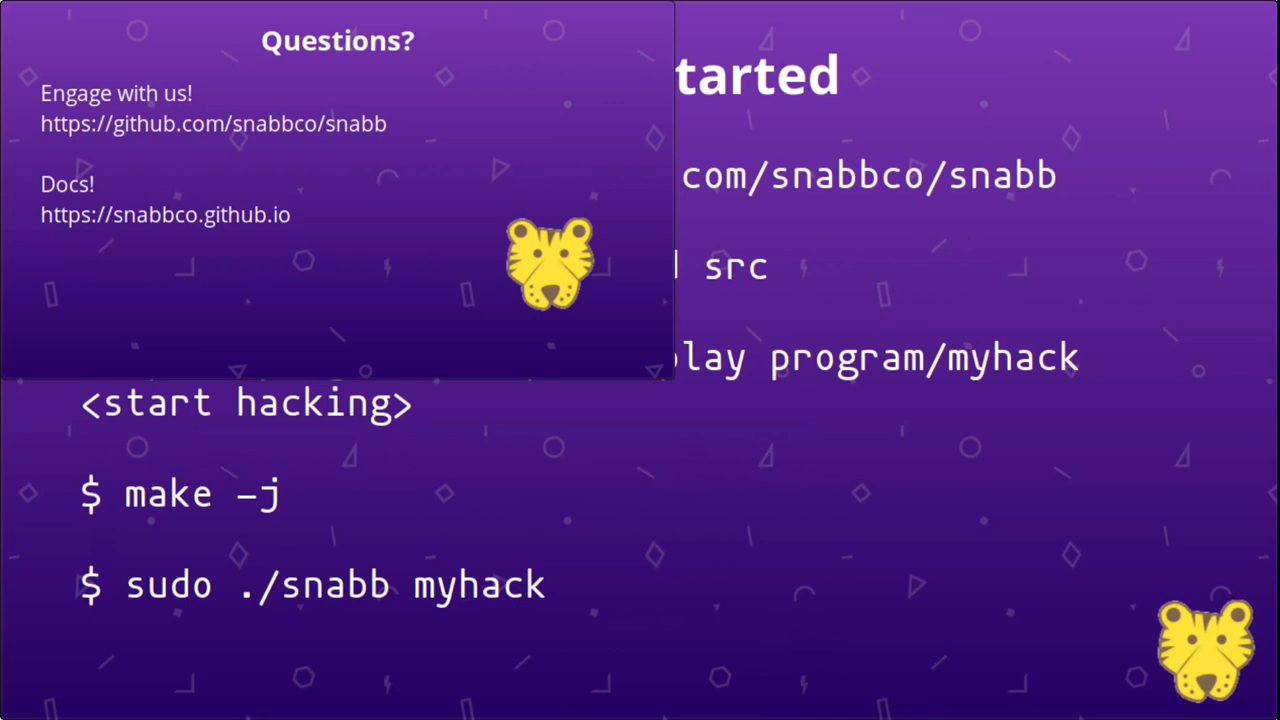 Questions?
Engage with us!
https://github.com/snabbco/snabb
Docs!
https://snabbco.github.io
tarted
com/snabbco/snabb
src
play program/myhack
<start hacking>
$ make -j
$ sudo ./snabb myhack